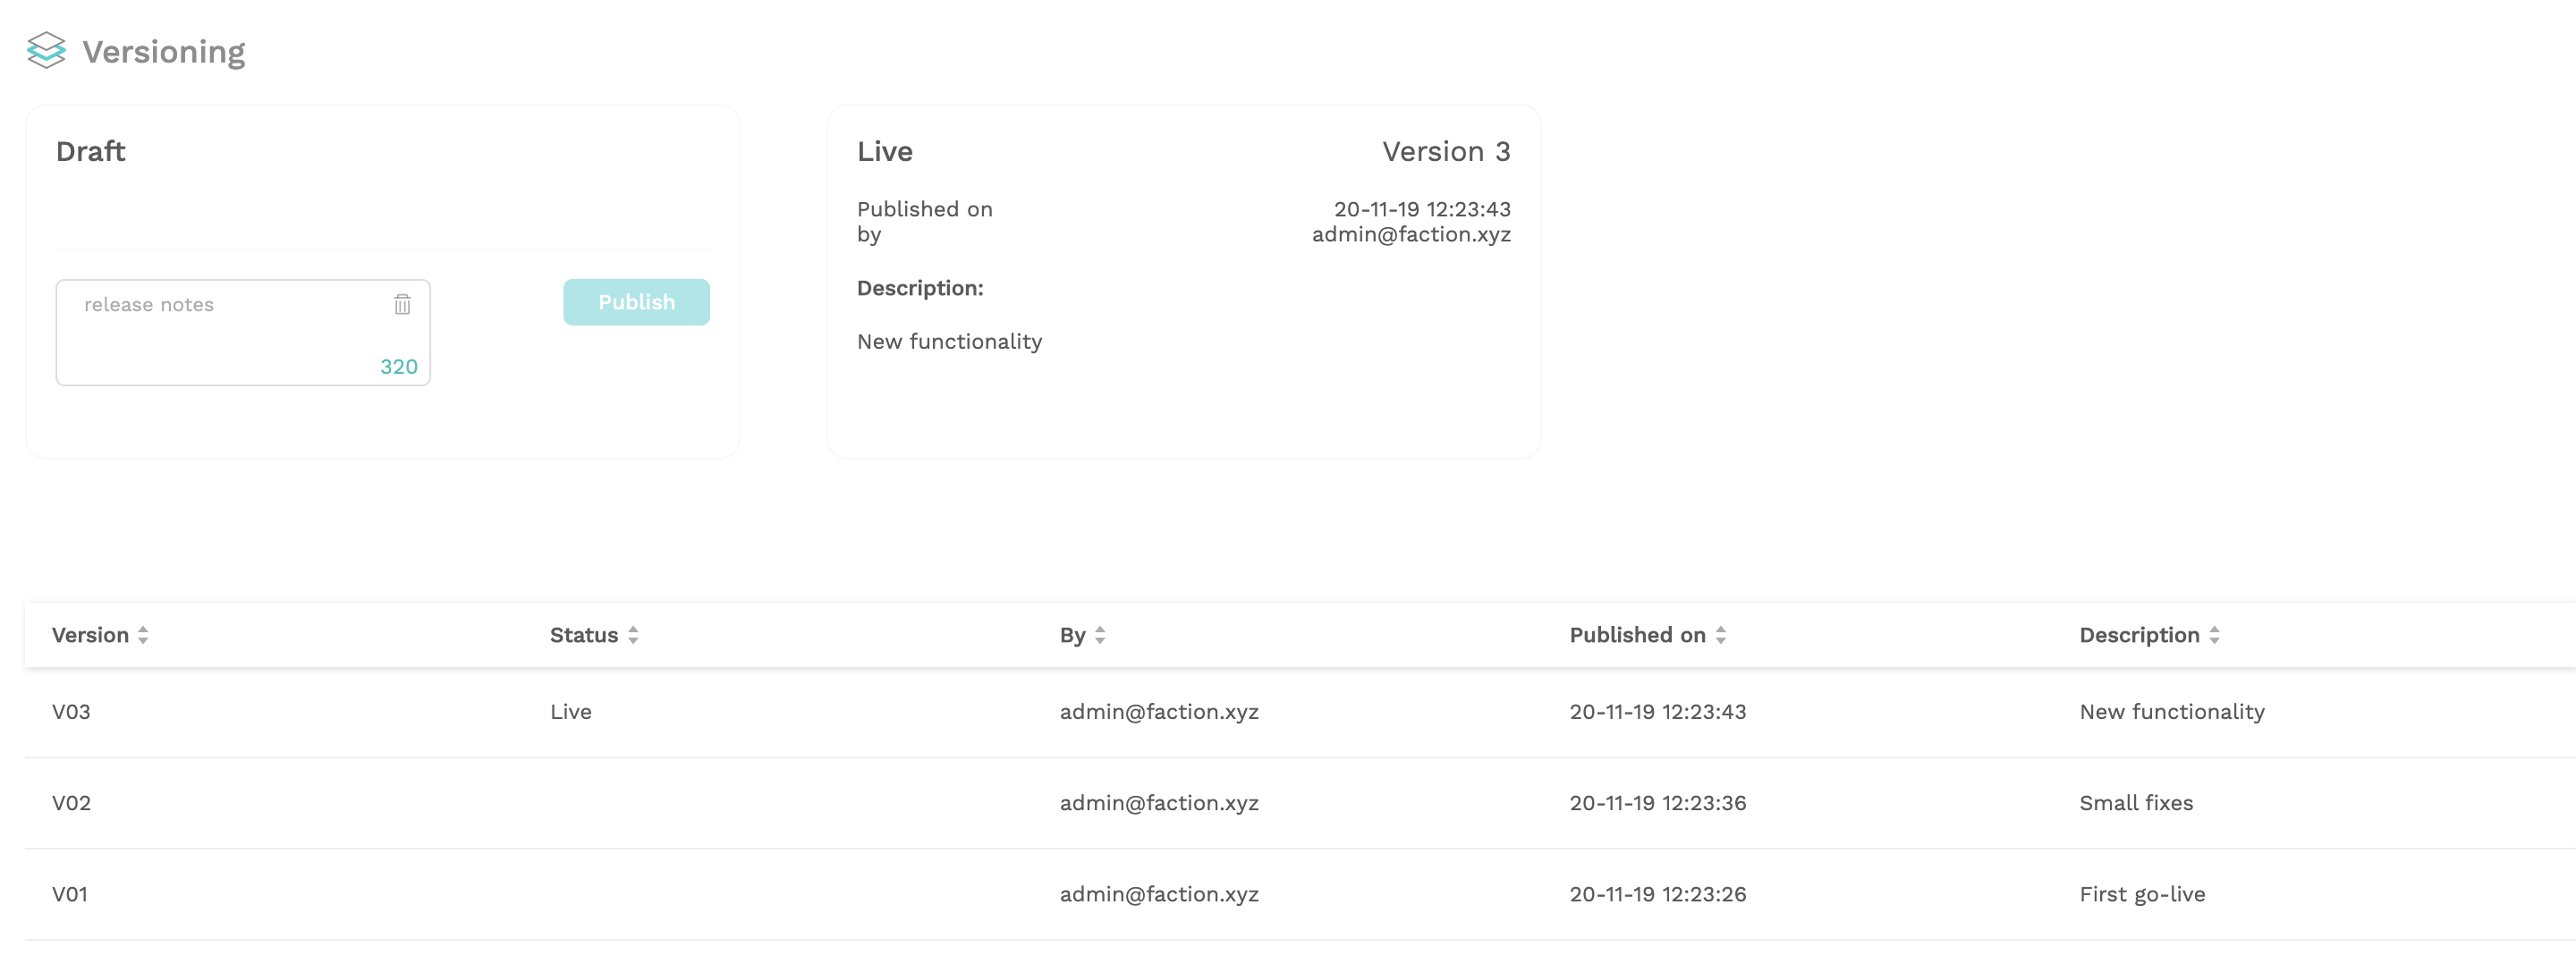 Versioning
Draft
release notes
320
Publish
Live Version 3
Published on 20-11-19 12:23:43
by admin@faction.xyz
Description:
New functionality
Version Status By Published on Description
V03 Live admin@faction.xyz 20-11-19 12:23:43 New functionality
V02 admin@faction.xyz 20-11-19 12:23:36 Small fixes
V01 admin@faction.xyz 20-11-19 12:23:26 First go-live